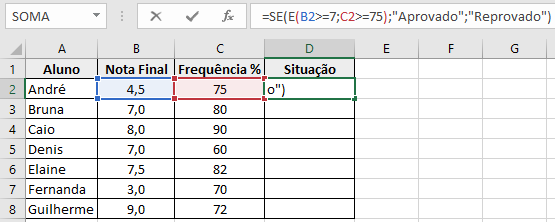 SOMA =SE(E(B2>=7;C2>=75);"Aprovado";"Reprovado")
A B C D E F G
1 Aluno Nota Final Frequência % Situação
2 André 4,5 75 o")
3 Bruna 7,0 80
4 Caio 8,0 90
5 Denis 7,0 60
6 Elaine 7,5 82
7 Fernanda 3,0 70
8 Guilherme 9,0 72